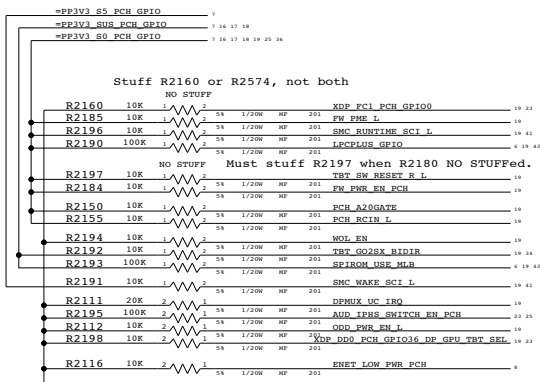 =PP3V3_S5_PCH_GPIO 7
=PP3V3_SUS_PCH_GPIO 7 16 17 18
=PP3V3_S0_PCH_GPIO 7 16 17 18 19 25 36
Stuff R2160 or R2574, not both
NO STUFF
R2160 10K 1 2 5% 1/20W MF 201 XDP_FC1_PCH_GPIO0 19 23
R2185 10K 1 2 5% 1/20W MF 201 FW_PME_L 19
R2196 10K 1 2 5% 1/20W MF 201 SMC_RUNTIME_SCI_L 19 41
R2190 100K 1 2 5% 1/20W MF 201 LPCPLUS_GPIO 6 19 43
NO STUFF Must stuff R2197 when R2180 NO STUFFed.
R2197 10K 1 2 5% 1/20W MF 201 TBT_SW_RESET_R_L 19
R2184 10K 1 2 5% 1/20W MF 201 FW_PWR_EN_PCH 19
R2150 10K 1 2 5% 1/20W MF 201 PCH_A20GATE 19
R2155 10K 1 2 5% 1/20W MF 201 PCH_RCIN_L 19
R2194 10K 1 2 5% 1/20W MF 201 WOL_EN 19
R2192 10K 1 2 5% 1/20W MF 201 TBT_GO2SX_BIDIR 19 34
R2193 100K 1 2 5% 1/20W MF 201 SPIROM_USE_MLB 6 19 43
R2191 10K 1 2 5% 1/20W MF 201 SMC_WAKE_SCI_L 19 41
R2111 20K 2 1 5% 1/20W MF 201 DPMUX_UC_IRQ 19
R2195 100K 2 1 5% 1/20W MF 201 AUD_IPHS_SWITCH_EN_PCH 23 25
R2112 10K 2 1 5% 1/20W MF 201 ODD_PWR_EN_L 19
R2198 10K 2 1 5% 1/20W MF 201 XDP_DD0_PCH_GPIO36_DP_GPU_TBT_SEL 19 23
R2116 10K 2 1 5% 1/20W MF 201 ENET_LOW_PWR_PCH 8